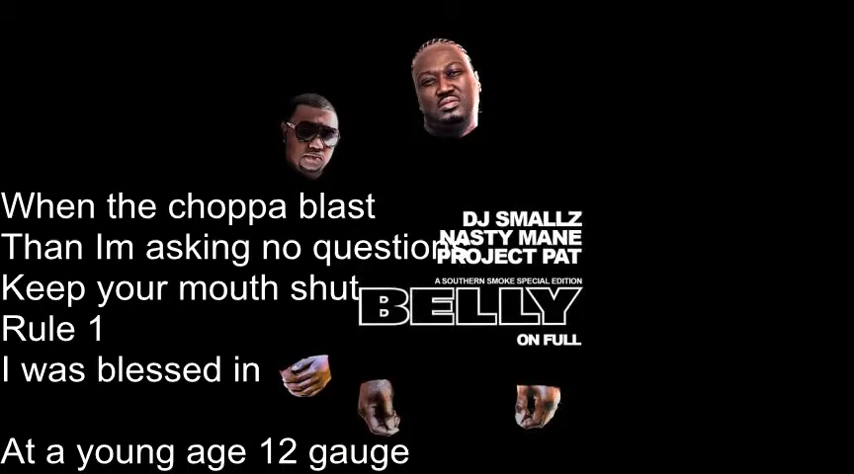 When the choppa blast
Than Im asking no questions
Keep your mouth shut
Rule 1
I was blessed in
At a young age 12 gauge
DJ SMALLZ
NASTY MANE
PROJECT PAT
A SOUTHERN SMOKE SPECIAL EDITION
BELLY
ON FULL